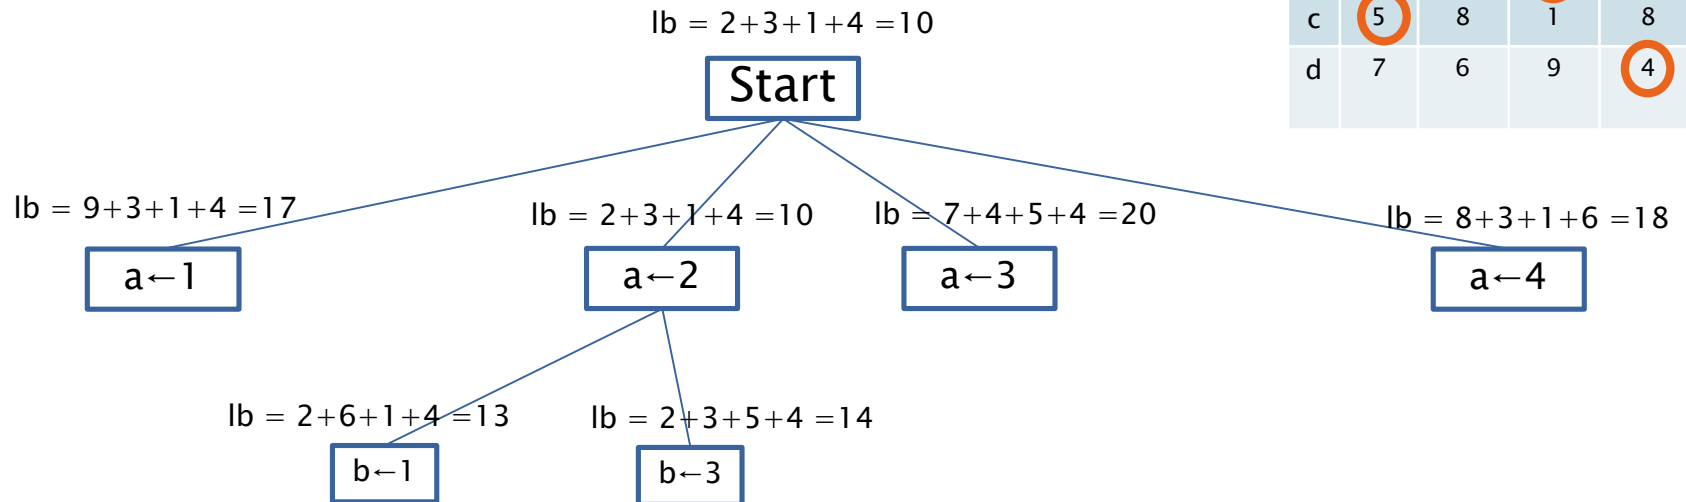 lb = 2+3+1+4 =10
c 5 8 1 8
Start
d 7 6 9 4
lb = 9+3+1+4 =17
lb = 2+3+1+4 =10
lb = 7+4+5+4 =20
lb = 8+3+1+6 =18
a←1
a←2
a←3
a←4
lb = 2+6+1+4 =13
lb = 2+3+5+4 =14
b←1
b←3